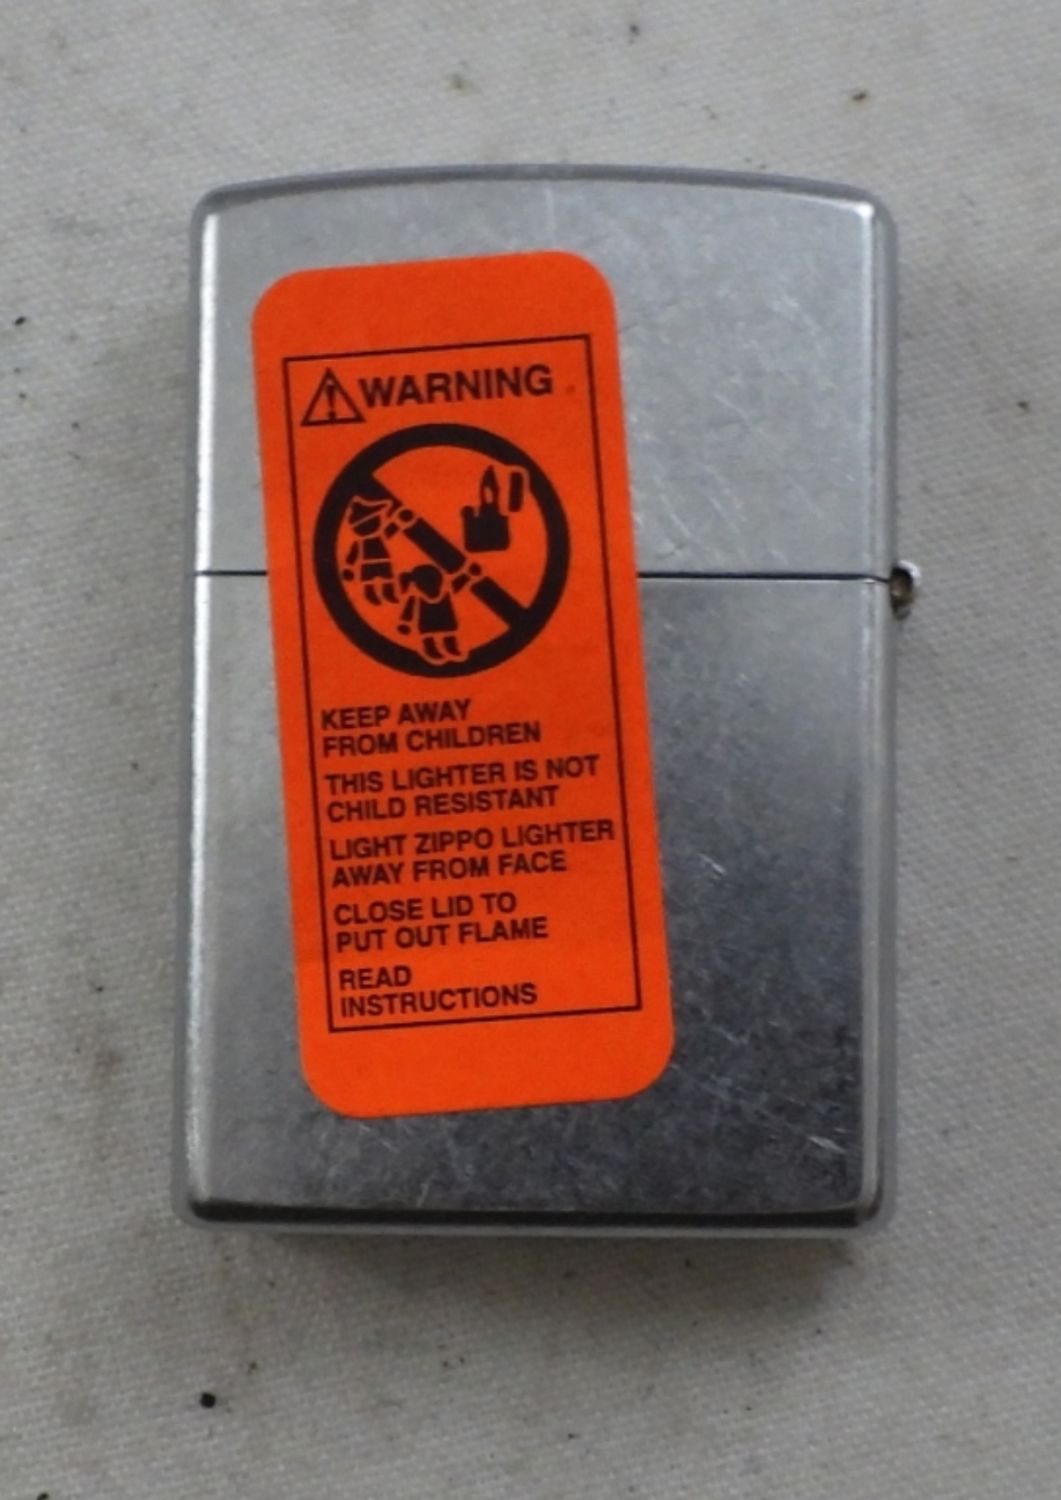 WARNING
KEEP AWAY
FROM CHILDREN
THIS LIGHTER IS NOT
CHILD RESISTANT
LIGHT ZIPPO LIGHTER
AWAY FROM FACE
CLOSE LID TO
PUT OUT FLAME
READ
INSTRUCTIONS